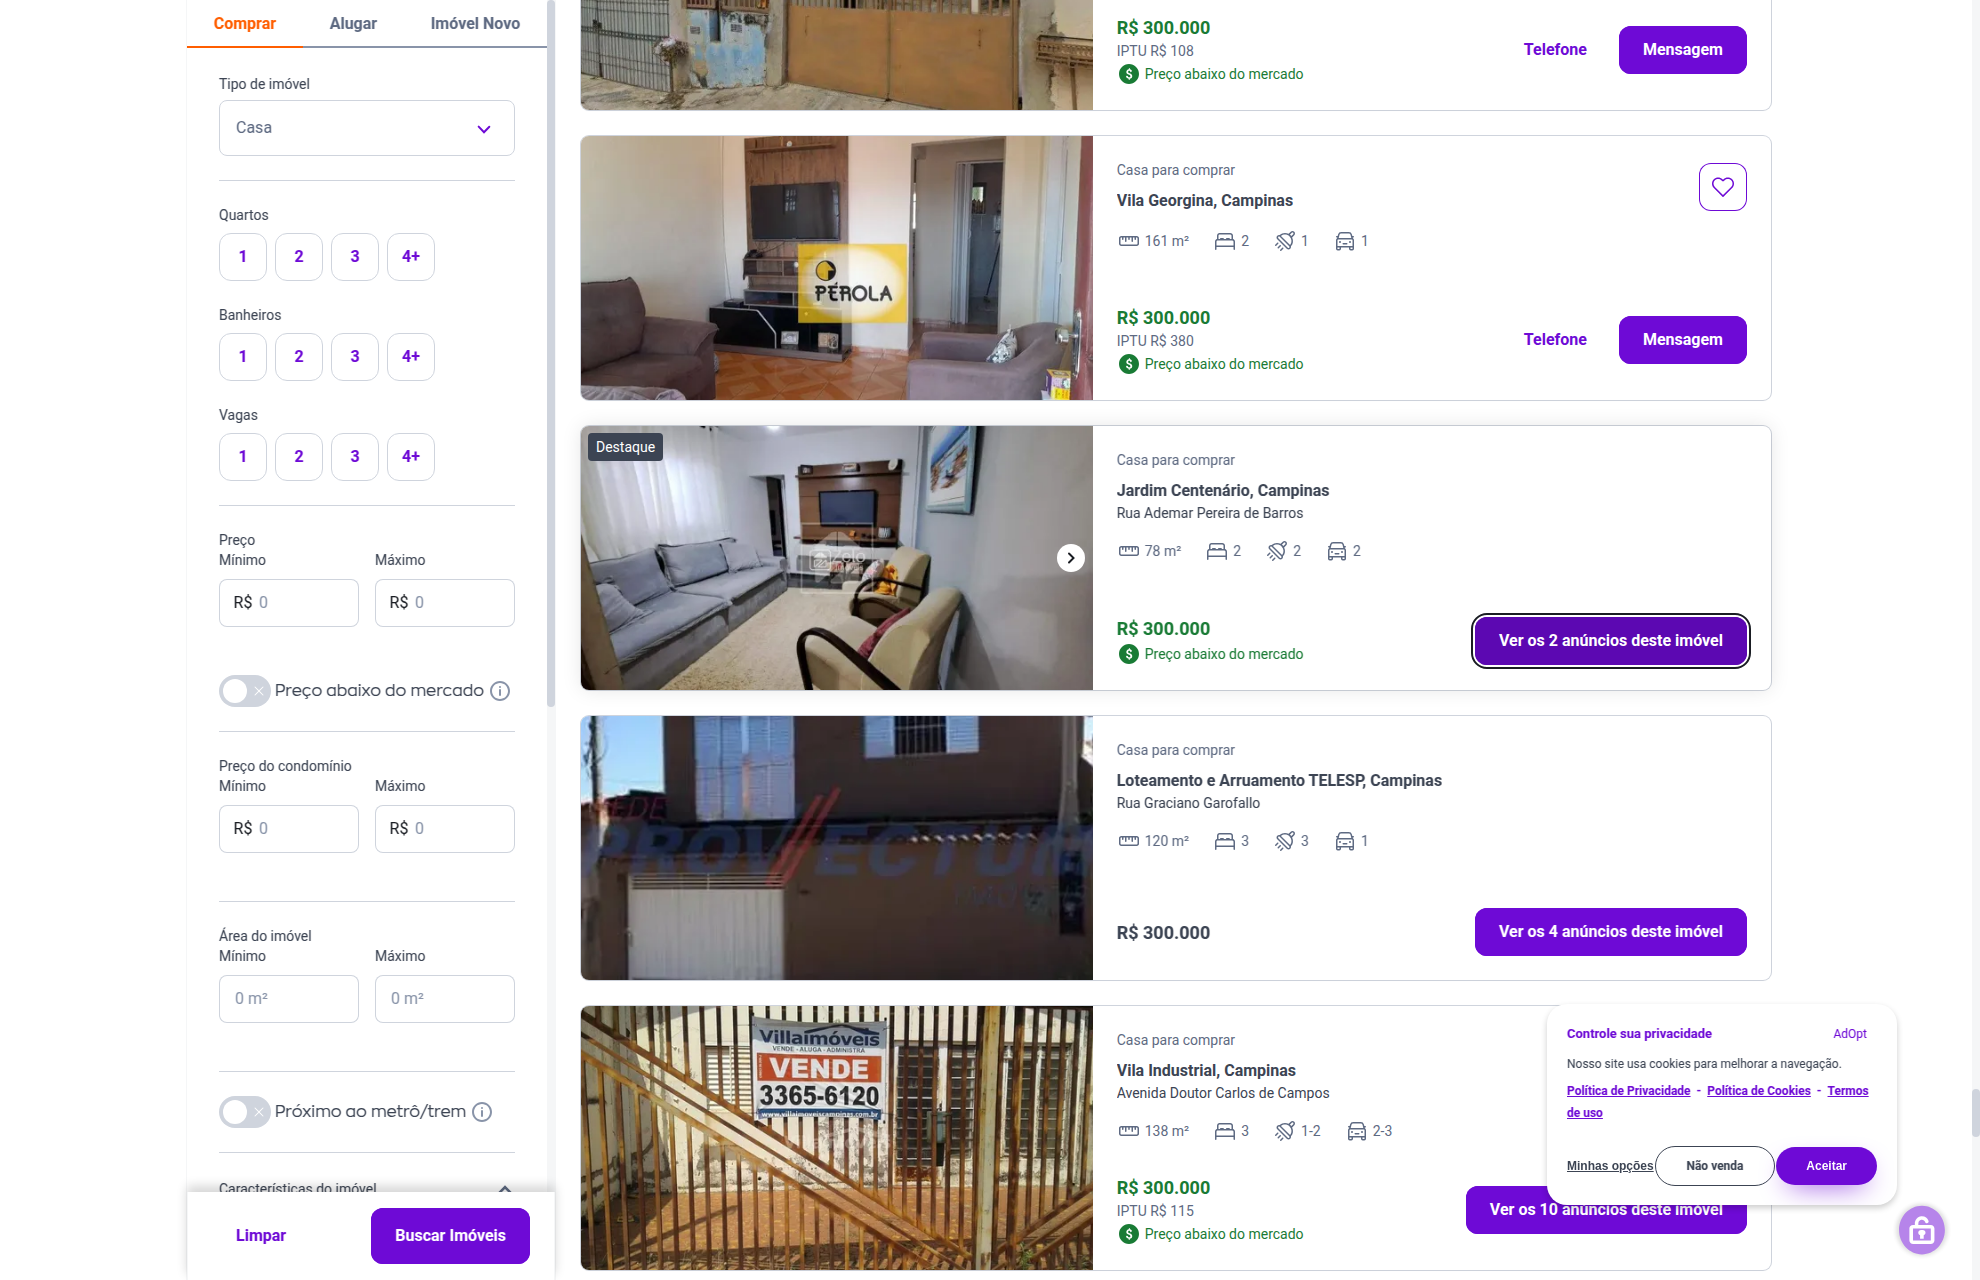 Comprar
Alugar
Imóvel Novo
Tipo de imóvel
Casa
Quartos
1
2
3
4+
Banheiros
1
2
3
4+
Vagas
1
2
3
4+
Preço
Mínimo
Máximo
R$ 0
R$ 0
Preço abaixo do mercado
Preço do condomínio
Mínimo
Máximo
R$ 0
R$ 0
Área do imóvel
Mínimo
Máximo
0 m²
0 m²
Próximo ao metrô/trem
Características do imóvel
Limpar
Buscar Imóveis
R$ 300.000
IPTU R$ 108
Preço abaixo do mercado
Telefone
Mensagem
PÉROLA
Casa para comprar
Vila Georgina, Campinas
161 m²
2
1
1
R$ 300.000
IPTU R$ 380
Preço abaixo do mercado
Telefone
Mensagem
Destaque
Zelo
Casa para comprar
Jardim Centenário, Campinas
Rua Ademar Pereira de Barros
78 m²
2
2
2
R$ 300.000
Preço abaixo do mercado
Ver os 2 anúncios deste imóvel
REDE
PROVECTUM
Casa para comprar
Loteamento e Arruamento TELESP, Campinas
Rua Graciano Garofallo
120 m²
3
3
1
R$ 300.000
Ver os 4 anúncios deste imóvel
Villaimóveis
VENDE - ALUGA - ADMINISTRA
VENDE
3365-6120
www.villaimoveiscampinas.com.br
Casa para comprar
Vila Industrial, Campinas
Avenida Doutor Carlos de Campos
138 m²
3
1-2
2-3
R$ 300.000
IPTU R$ 115
Preço abaixo do mercado
Ver os 10 anúncios deste imóvel
Controle sua privacidade
AdOpt
Nosso site usa cookies para melhorar a navegação.
Política de Privacidade - Política de Cookies - Termos
de uso
Minhas opções
Não venda
Aceitar